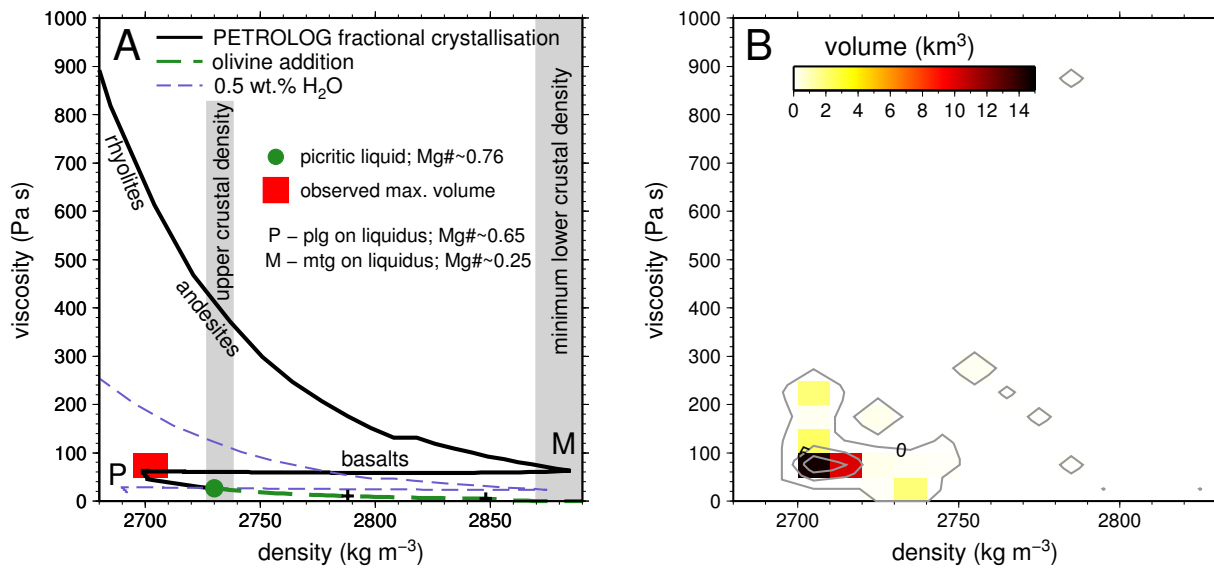 A
PETROLOG fractional crystallisation
olivine addition
0.5 wt.% H₂O
rhyolites
andesites
upper crustal density
picritic liquid; Mg#~0.76
observed max. volume
P − plg on liquidus; Mg#~0.65
M − mtg on liquidus; Mg#~0.25
minimum lower crustal density
basalts
M
P
viscosity (Pa s)
1000
900
800
700
600
500
400
300
200
100
0
2700
2750
2800
2850
density (kg m⁻³)
B
volume (km³)
0 2 4 6 8 10 12 14
viscosity (Pa s)
1000
900
800
700
600
500
400
300
200
100
0
0
2700
2750
2800
density (kg m⁻³)